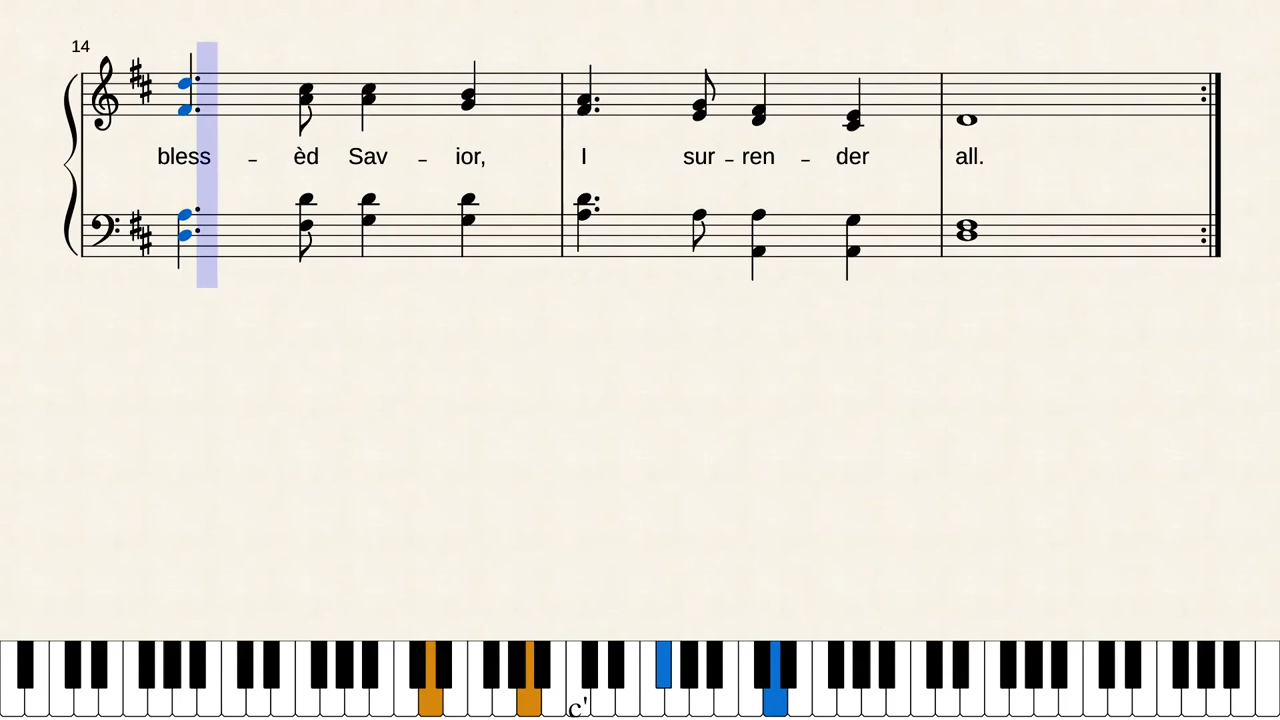 14
bless – èd Sav – ior, I sur – ren – der all.
c'